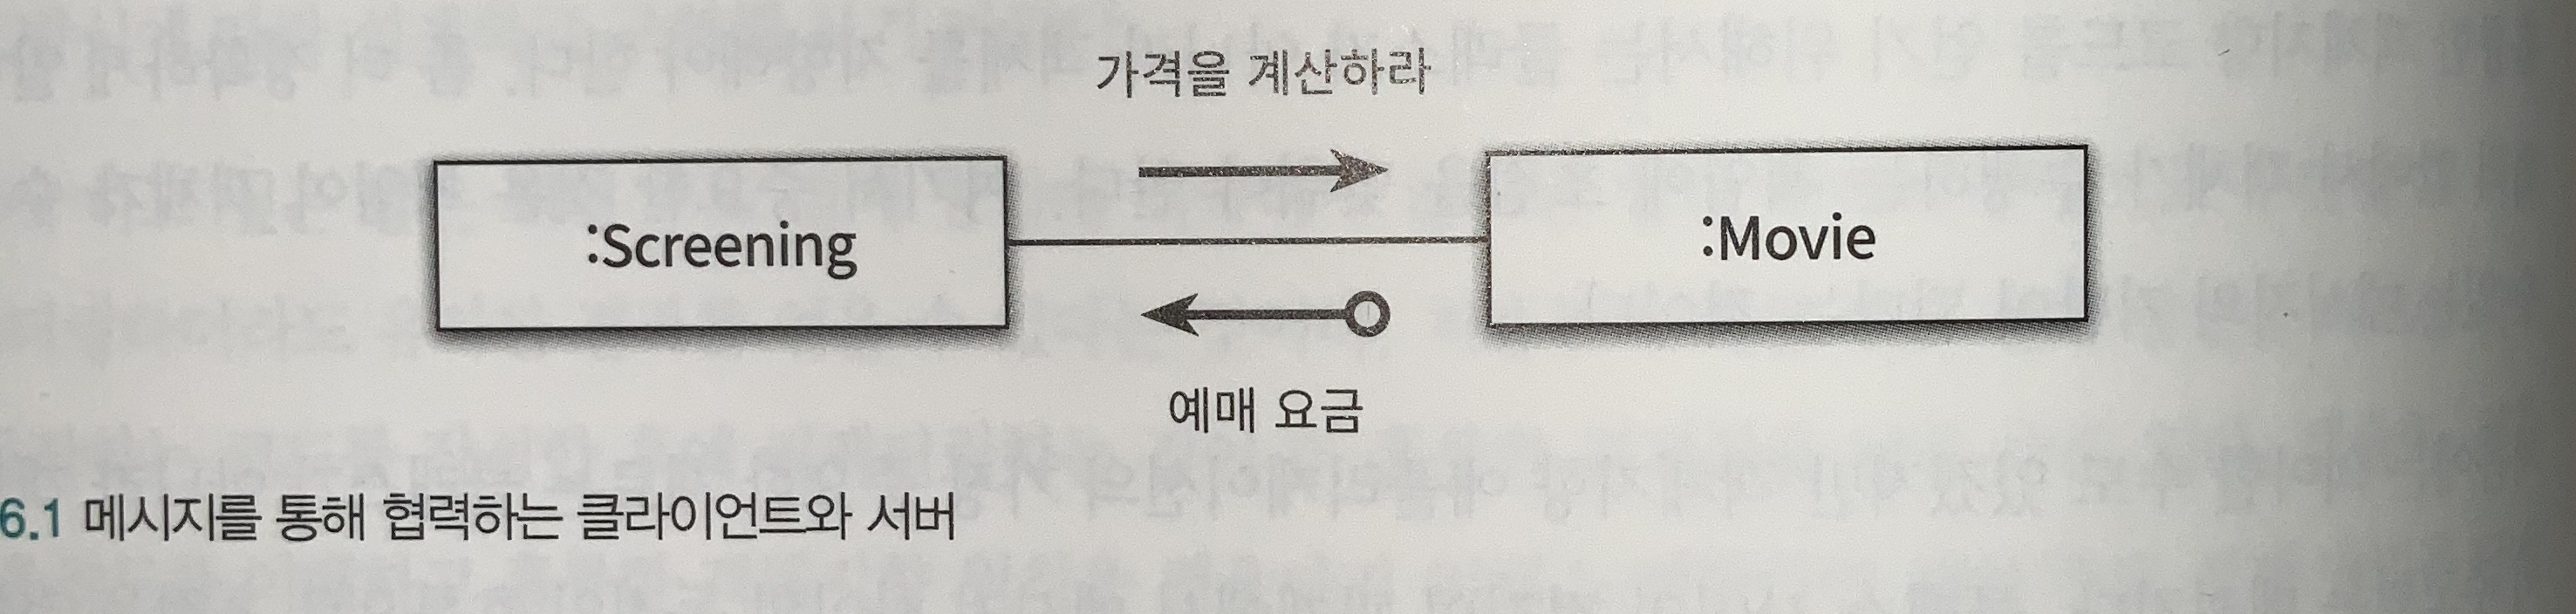 가격을 계산하라
:Screening
:Movie
예매 요금
6.1 메시지를 통해 협력하는 클라이언트와 서버